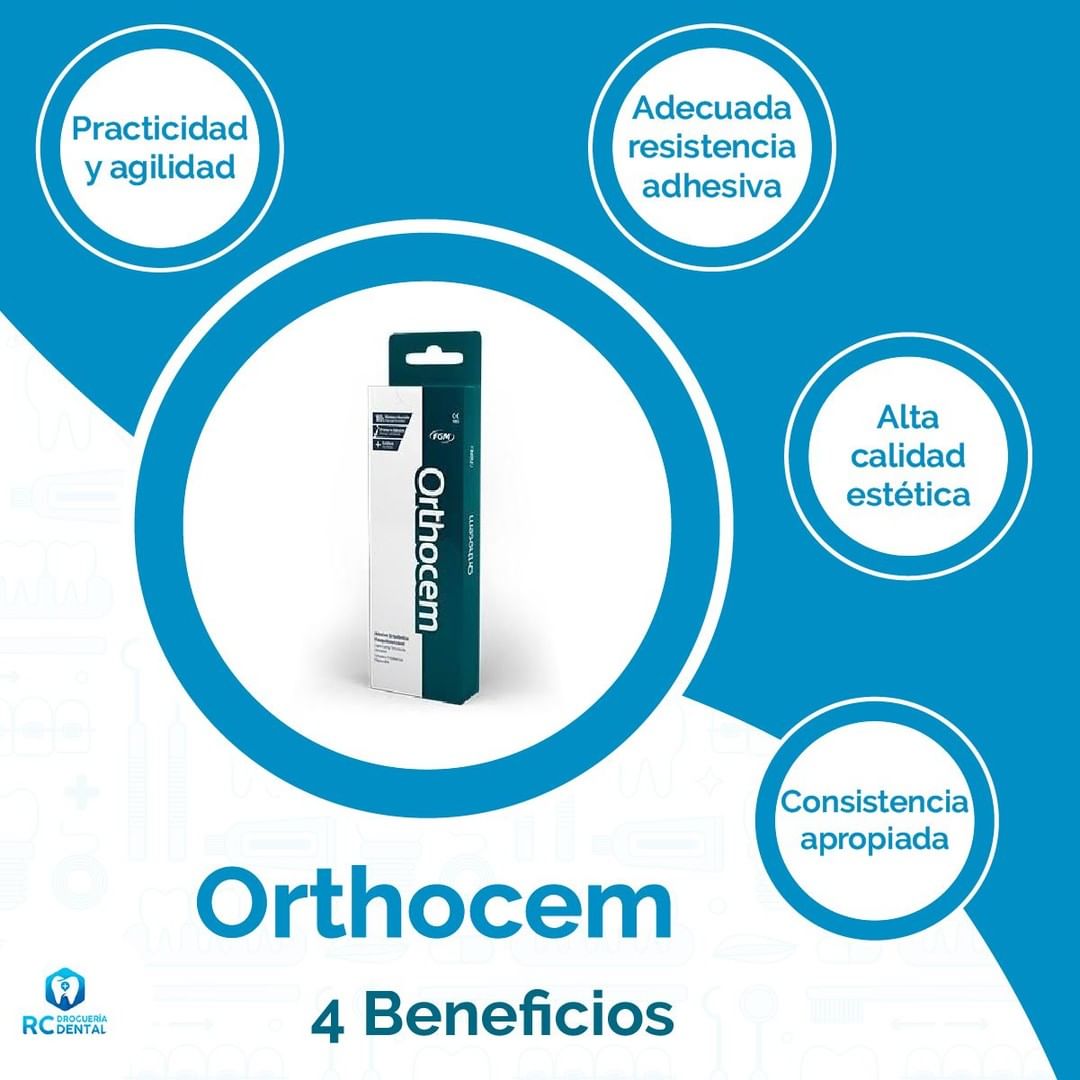 Practicidad
y agilidad
Adecuada
resistencia
adhesiva
Alta
calidad
estética
Consistencia
apropiada
FGM
Orthocem
Orthocem
Orthocem
4 Beneficios
RC DROGUERÍA
DENTAL